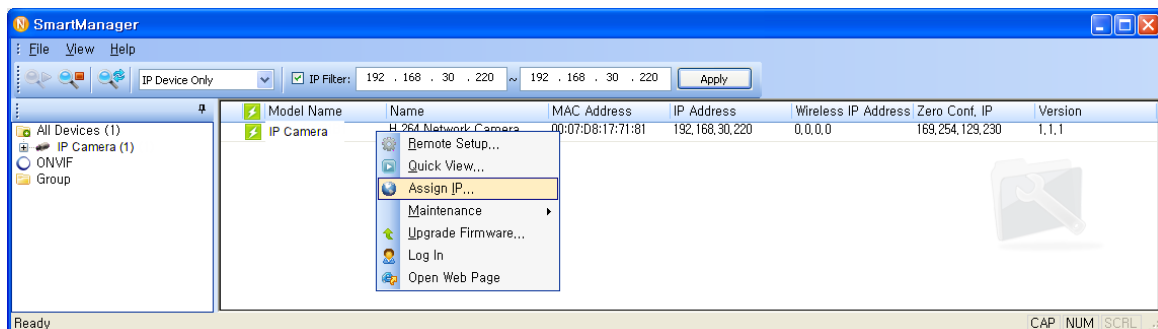 SmartManager
File View Help
IP Device Only IP Filter: 192 . 168 . 30 . 220 ~ 192 . 168 . 30 . 220 Apply
Model Name Name MAC Address IP Address Wireless IP Address Zero Conf, IP Version
All Devices (1)
IP Camera (1)
ONVIF
Group
IP Camera H.264 Network Camera 00:07:D8:17:71:81 192,168,30,220 0,0,0,0 169,254,129,230 1,1,1
Remote Setup,,,
Quick View,,,
Assign IP,,,
Maintenance
Upgrade Firmware,,,
Log In
Open Web Page
Ready CAP NUM SCRL